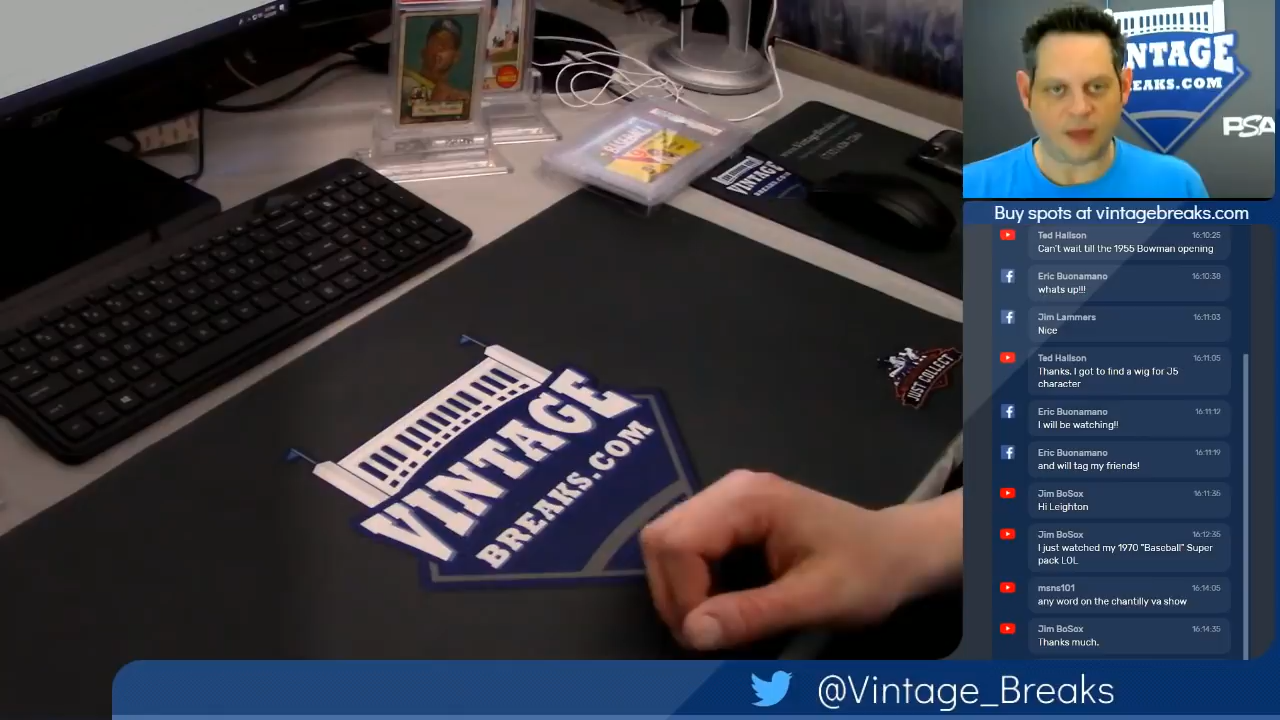 VINTAGE
BREAKS.COM
PSA
Buy spots at vintagebreaks.com
Ted Hallson 16:10:25
Can't wait till the 1955 Bowman opening
Eric Buonamano 16:10:38
whats up!!!
Jim Lammers 16:11:03
Nice
Ted Hallson 16:11:05
Thanks. I got to find a wig for J5
character
Eric Buonamano 16:11:12
I will be watching!!
Eric Buonamano 16:11:19
and will tag my friends!
Jim BoSox 16:11:35
Hi Leighton
Jim BoSox 16:12:35
I just watched my 1970 "Baseball" Super
pack LOL
msns101 16:14:05
any word on the chantilly va show
Jim BoSox 16:14:35
Thanks much.
BASEBALL
VINTAGE
BREAKS.COM
JUST COLLECT
VINTAGE
BREAKS.COM
@Vintage_Breaks